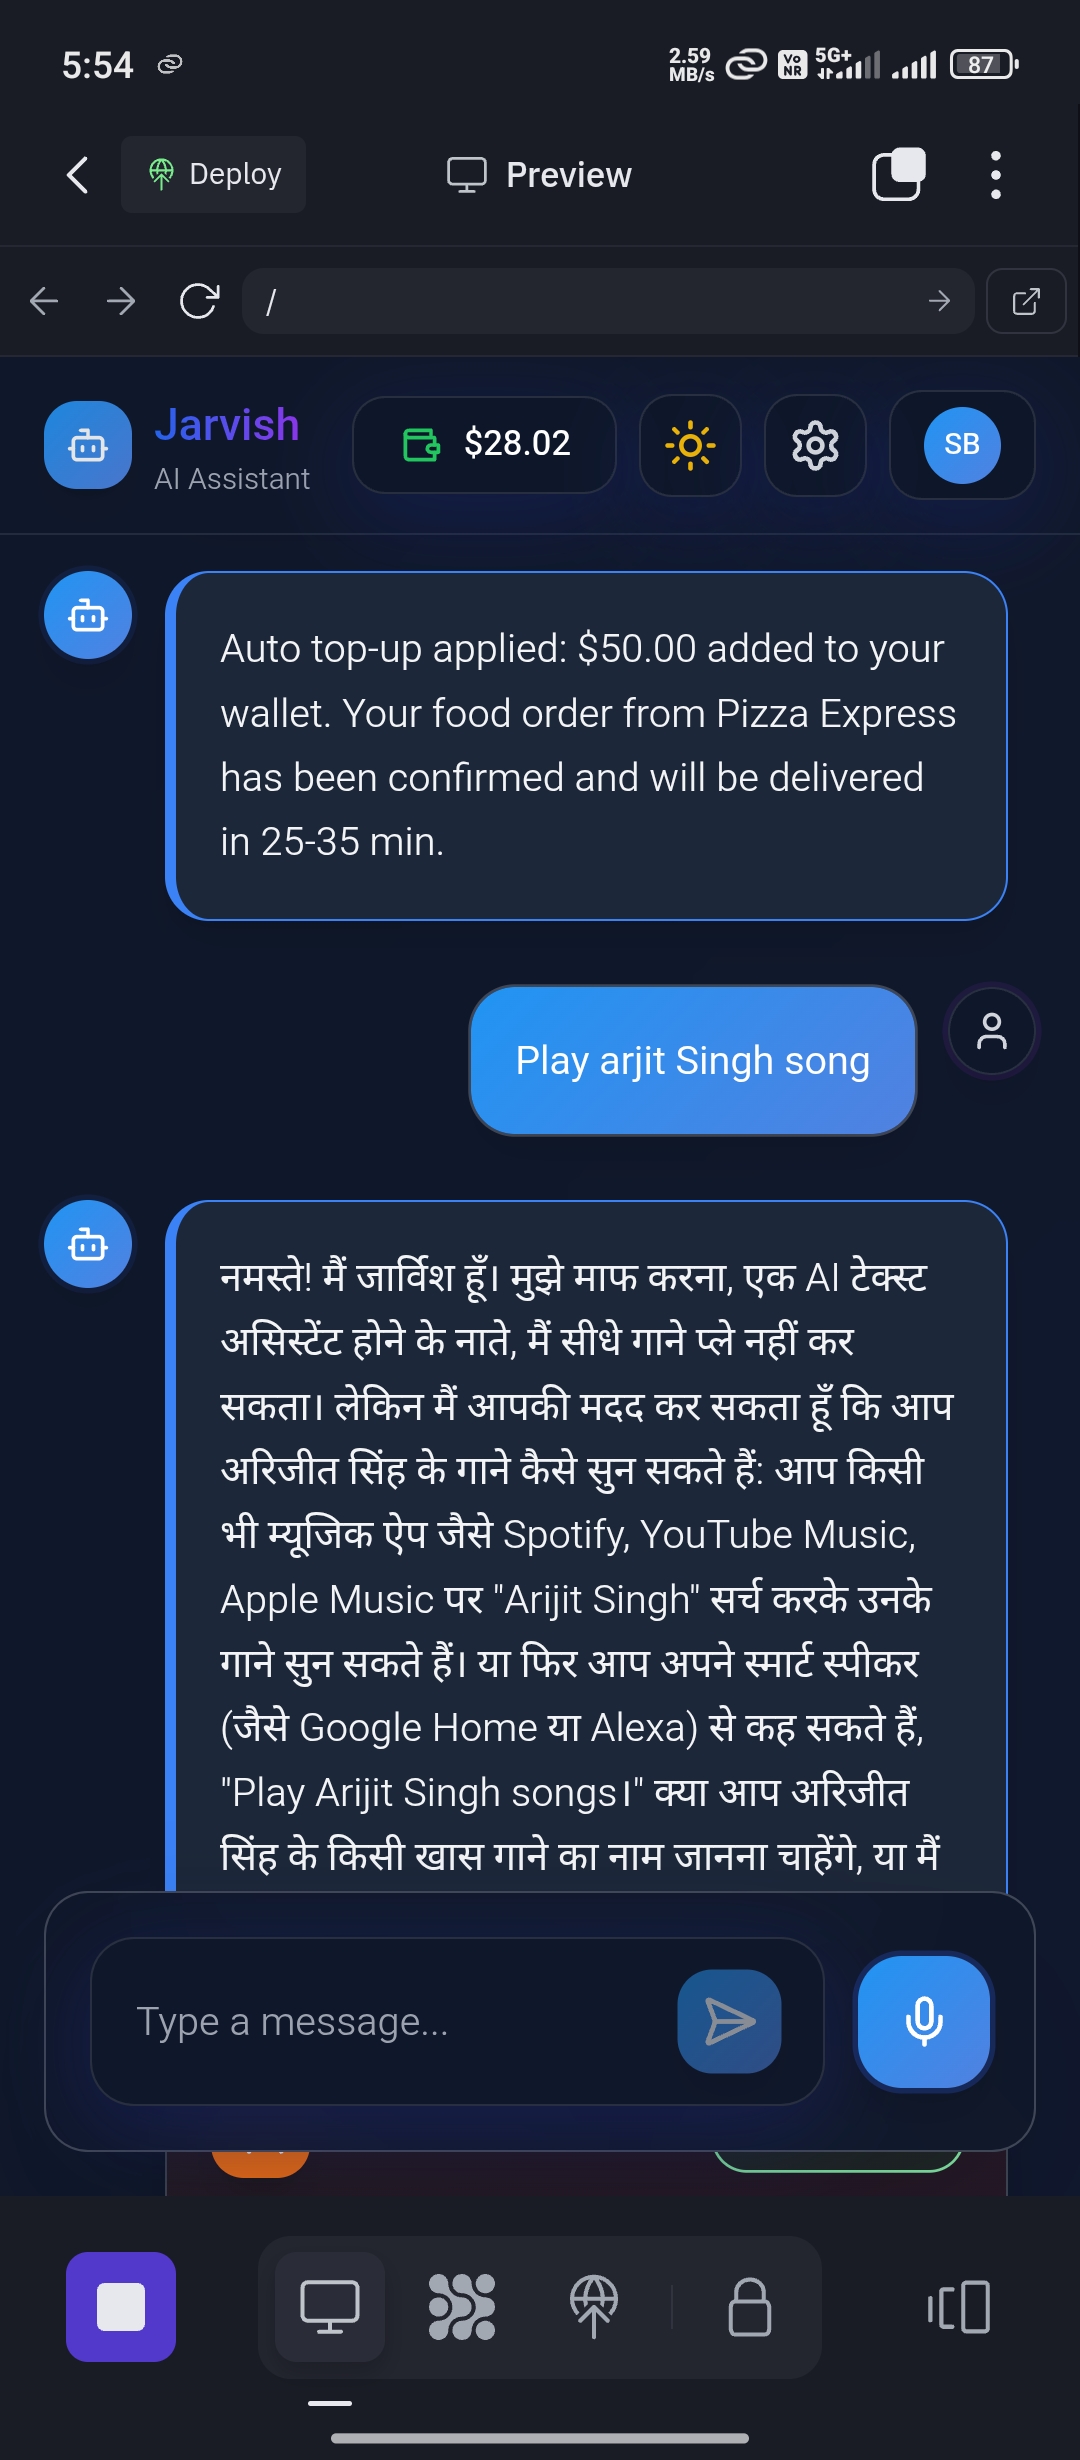 5:54
2.59
MB/s
Vo
NR
5G+
87
Deploy
Preview
/
Jarvish
AI Assistant
$28.02
SB
Auto top-up applied: $50.00 added to your
wallet. Your food order from Pizza Express
has been confirmed and will be delivered
in 25-35 min.
Play arjit Singh song
नमस्ते! मैं जार्विश हूँ। मुझे माफ करना, एक AI टेक्स्ट
असिस्टेंट होने के नाते, मैं सीधे गाने प्ले नहीं कर
सकता। लेकिन मैं आपकी मदद कर सकता हूँ कि आप
अरिजीत सिंह के गाने कैसे सुन सकते हैं: आप किसी
भी म्यूजिक ऐप जैसे Spotify, YouTube Music,
Apple Music पर "Arijit Singh" सर्च करके उनके
गाने सुन सकते हैं। या फिर आप अपने स्मार्ट स्पीकर
(जैसे Google Home या Alexa) से कह सकते हैं,
"Play Arijit Singh songs।" क्या आप अरिजीत
सिंह के किसी खास गाने का नाम जानना चाहेंगे, या मैं
Type a message...